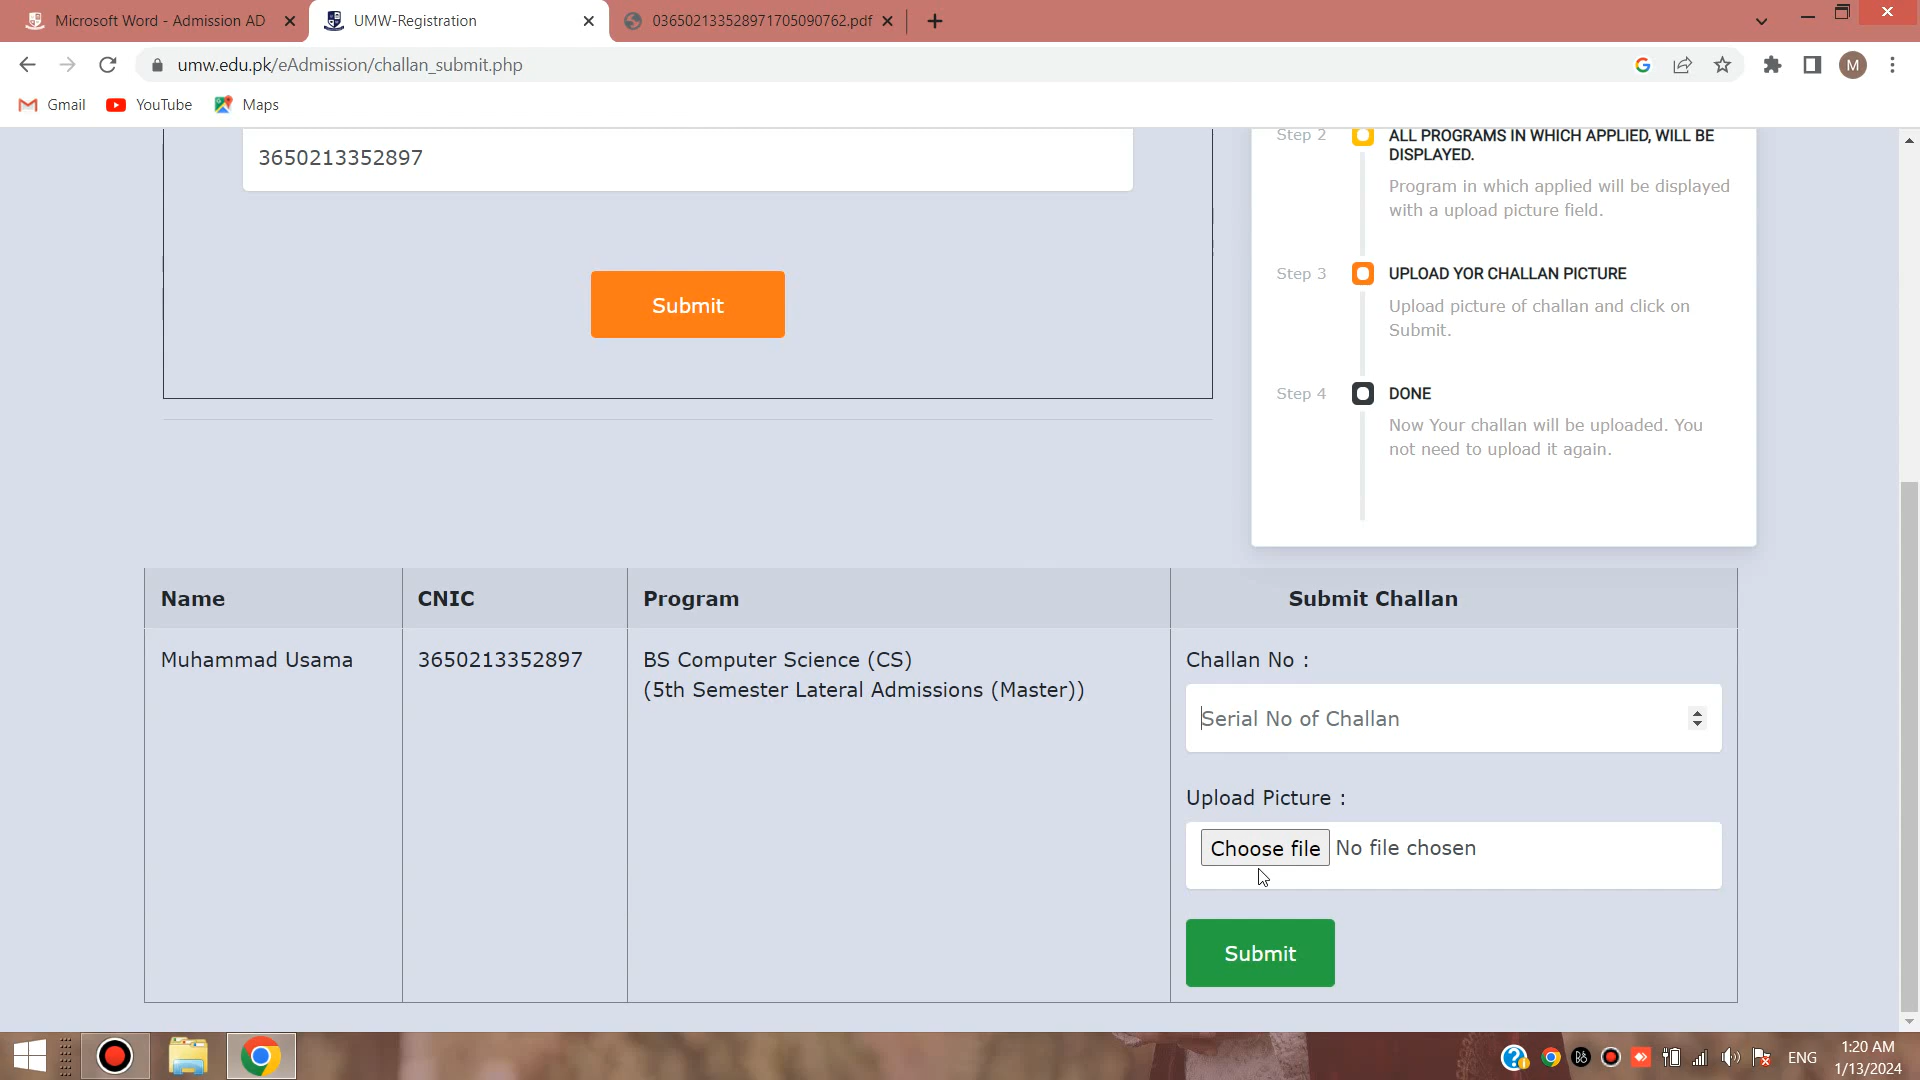 Microsoft Word - Admission AD
UMW-Registration
036502133528971705090762.pdf
umw.edu.pk/eAdmission/challan_submit.php
M
Gmail
YouTube
Maps
3650213352897
Submit
Step 2
ALL PROGRAMS IN WHICH APPLIED, WILL BE
DISPLAYED.
Program in which applied will be displayed
with a upload picture field.
Step 3
UPLOAD YOR CHALLAN PICTURE
Upload picture of challan and click on
Submit.
Step 4
DONE
Now Your challan will be uploaded. You
not need to upload it again.
Name
CNIC
Program
Submit Challan
Muhammad Usama
3650213352897
BS Computer Science (CS)
(5th Semester Lateral Admissions (Master))
Challan No :
Serial No of Challan
Upload Picture :
Choose file No file chosen
Submit
ENG
1:20 AM
1/13/2024